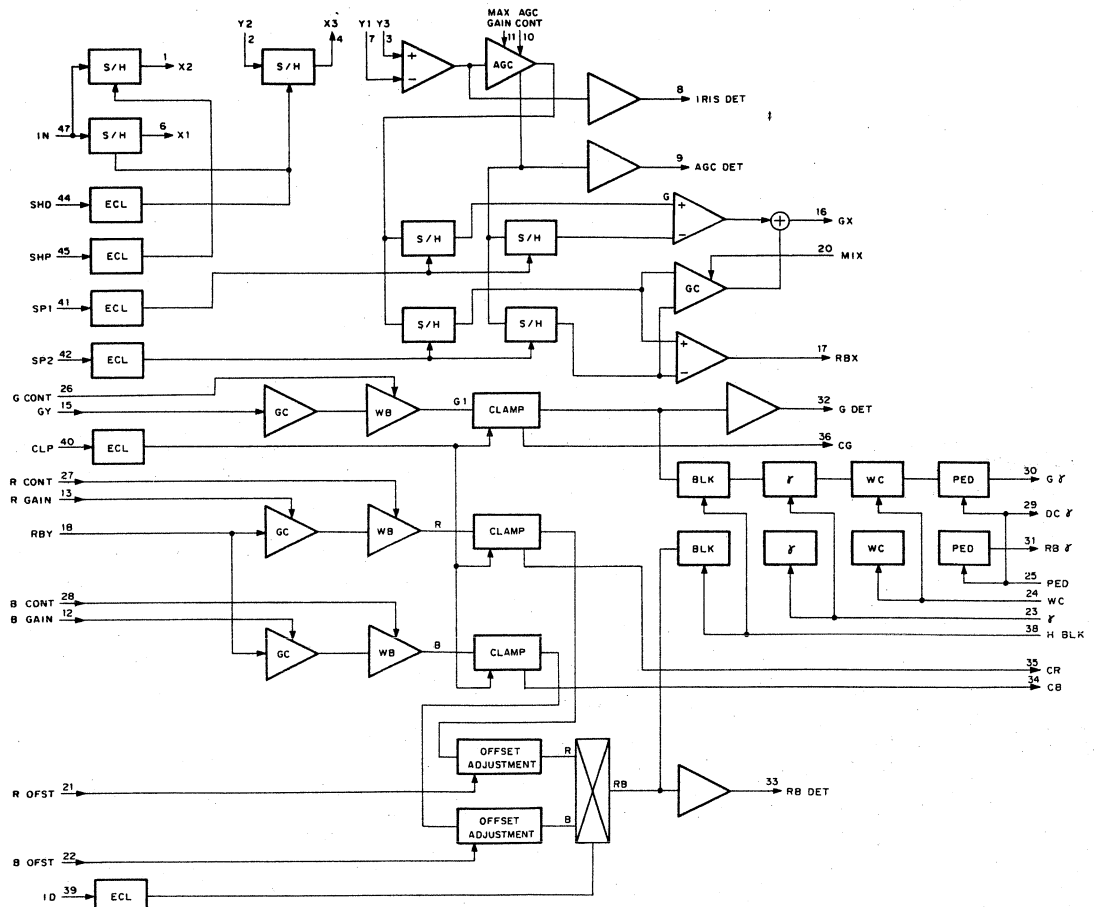 Y2
2
X3
4
Y1 Y3
7 3
MAX AGC
GAIN CONT
11 10
S/H
1
X2
S/H
+
−
AGC
8
IRIS DET
IN
47
S/H
6
X1
9
AGC DET
SHD
44
ECL
G
+
−
16
GX
+
S/H
S/H
SHP
45
ECL
20
MIX
GC
SP1
41
ECL
S/H
S/H
+
−
17
RBX
SP2
42
ECL
G CONT
26
GY
15
GC
WB
G1
CLAMP
32
G DET
CLP
40
ECL
36
CG
R CONT
27
R GAIN
13
BLK
γ
WC
PED
30
G γ
29
DC γ
RBY
18
GC
WB
R
CLAMP
BLK
γ
WC
PED
31
RB γ
25
PED
24
WC
23
γ
38
H BLK
B CONT
28
B GAIN
12
GC
WB
B
CLAMP
35
CR
34
CB
OFFSET
ADJUSTMENT
R
R OFST
21
RB
33
RB DET
OFFSET
ADJUSTMENT
B
B OFST
22
ID
39
ECL